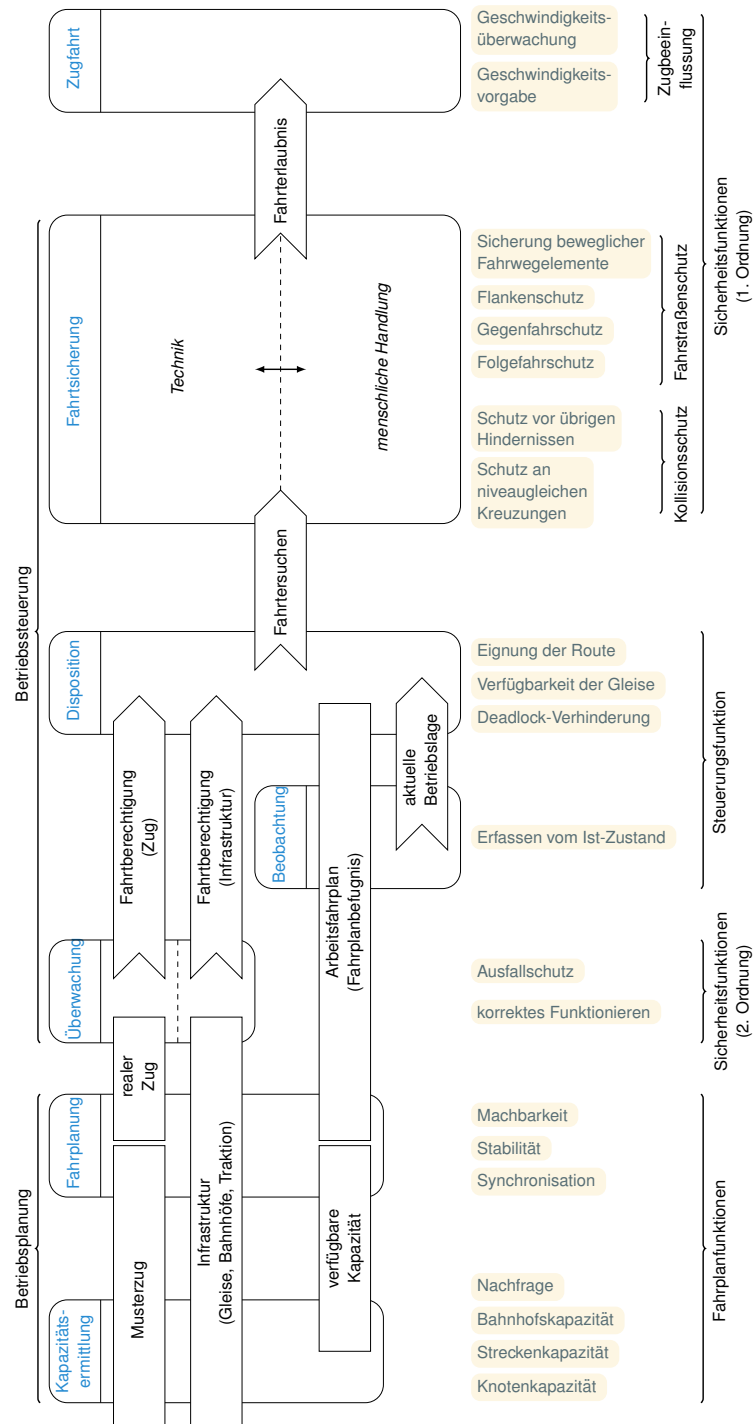 Zugfahrt
Geschwindigkeits-
überwachung
Geschwindigkeits-
vorgabe
Zugbeein-
flussung
Fahrterlaubnis
Betriebssteuerung
Fahrtsicherung
Technik
menschliche Handlung
Sicherung beweglicher
Fahrwegelemente
Flankenschutz
Gegenfahrschutz
Folgefahrschutz
Fahrstraßenschutz
Schutz vor übrigen
Hindernissen
Schutz an
niveaugleichen
Kreuzungen
Kollisionsschutz
Sicherheitsfunktionen
(1. Ordnung)
Fahrtersuchen
Disposition
Eignung der Route
Verfügbarkeit der Gleise
Deadlock-Verhinderung
Fahrtberechtigung
(Zug)
Fahrtberechtigung
(Infrastruktur)
aktuelle
Betriebslage
Beobachtung
Erfassen vom Ist-Zustand
Steuerungsfunktion
Arbeitsfahrplan
(Fahrplanbefugnis)
Überwachung
Ausfallschutz
korrektes Funktionieren
Sicherheitsfunktionen
(2. Ordnung)
realer
Zug
Betriebsplanung
Fahrplanung
Machbarkeit
Stabilität
Synchronisation
Musterzug
Infrastruktur
(Gleise, Bahnhöfe, Traktion)
verfügbare
Kapazität
Kapazitäts-
ermittlung
Nachfrage
Bahnhofskapazität
Streckenkapazität
Knotenkapazität
Fahrplanfunktionen